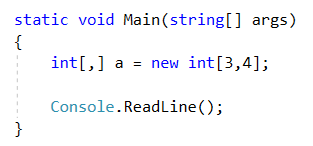 static void Main(string[] args)
{
    int[,] a = new int[3,4];

    Console.ReadLine();
}